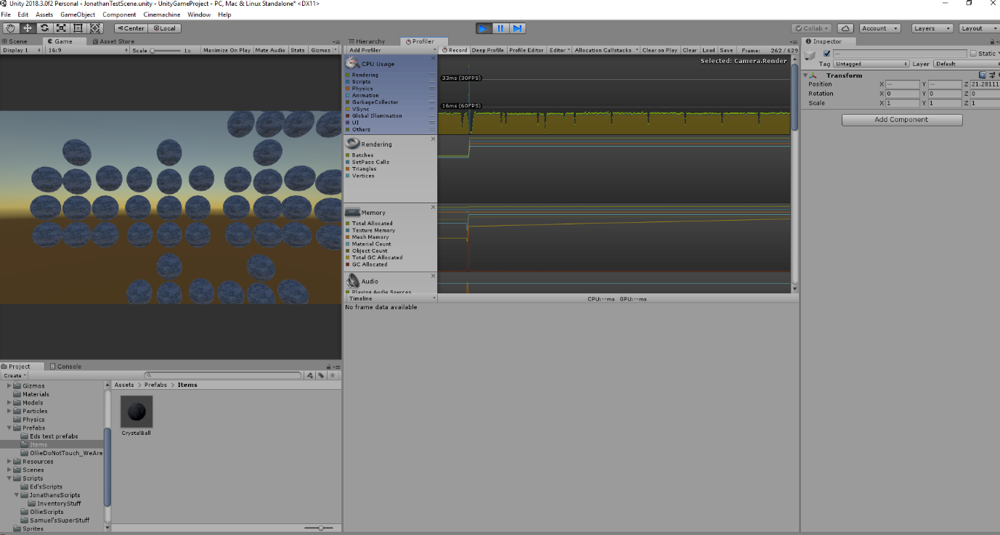 Unity 2018.3.0f2 Personal - JonathanTestScene.unity - UnityGameProject - PC, Mac & Linux Standalone* <DX11>
File Edit Assets GameObject Component Cinemachine Window Help
Center Local Collab Account Layers Layout
Scene Game Asset Store
Display 1 16:9 Scale 1x Maximize On Play Mute Audio Stats Gizmos
Hierarchy Profiler
Add Profiler Record Deep Profile Profile Editor Editor Allocation Callstacks Clear on Play Clear Load Save Frame: 262 / 629
Selected: Camera.Render
CPU Usage
Rendering
Scripts
Physics
Animation
GarbageCollector
VSync
Global Illumination
UI
Others
33ms (30FPS)
16ms (60FPS)
Rendering
Batches
SetPass Calls
Triangles
Vertices
Memory
Total Allocated
Texture Memory
Mesh Memory
Material Count
Object Count
Total GC Allocated
GC Allocated
Audio
Playing Audio Sources
Timeline CPU:--ms GPU:--ms
No frame data available
Inspector
— Static
Tag Untagged Layer Default
Transform
Position X — Y — Z 21.28111
Rotation X 0 Y 0 Z 0
Scale X 1 Y 1 Z 1
Add Component
Project Console
Create
Gizmos
Materials
Models
Particles
Physics
Prefabs
Eds test prefabs
Items
OllieDoNotTouch_WeAre
Resources
Scenes
Scripts
Ed'sScripts
JonathansScripts
InventoryStuff
OllieScripts
Samuel'sSuperStuff
Sprites
Assets > Prefabs > Items
CrystalBall